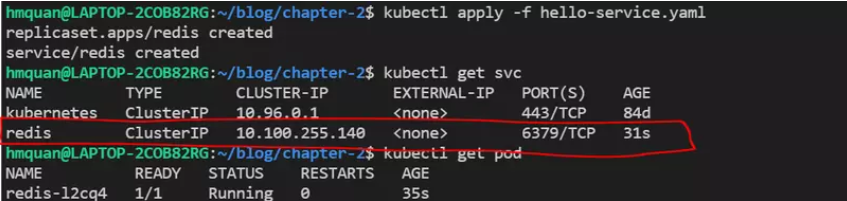 hmquan@LAPTOP-2COB82RG:~/blog/chapter-2$ kubectl apply -f hello-service.yaml
replicaset.apps/redis created
service/redis created
hmquan@LAPTOP-2COB82RG:~/blog/chapter-2$ kubectl get svc
NAME TYPE CLUSTER-IP EXTERNAL-IP PORT(S) AGE
kubernetes ClusterIP 10.96.0.1 <none> 443/TCP 84d
redis ClusterIP 10.100.255.140 <none> 6379/TCP 31s
hmquan@LAPTOP-2COB82RG:~/blog/chapter-2$ kubectl get pod
NAME READY STATUS RESTARTS AGE
redis-l2cq4 1/1 Running 0 35s